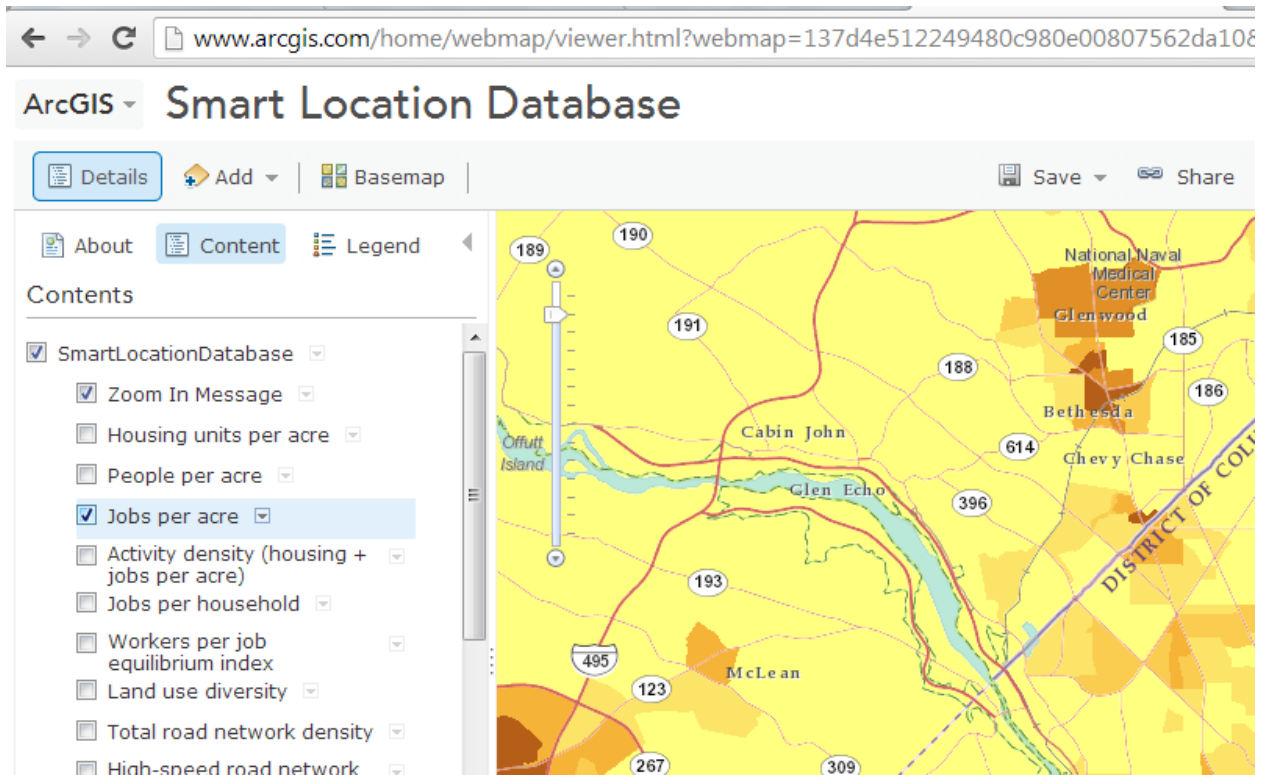 www.arcgis.com/home/webmap/viewer.html?webmap=137d4e512249480c980e00807562da10&
ArcGIS Smart Location Database
Details Add Basemap Save Share
About Content Legend
Contents
SmartLocationDatabase
Zoom In Message
Housing units per acre
People per acre
Jobs per acre
Activity density (housing +
jobs per acre)
Jobs per household
Workers per job
equilibrium index
Land use diversity
Total road network density
High-speed road network
189
190
National Naval
Medical
Center
Glenwood
191
185
188
186
Bethesda
Cabin John
Offutt
Island
614
Chevy Chase
Glen Echo
396
DISTRICT OF COLU
193
495
McLean
123
267
309